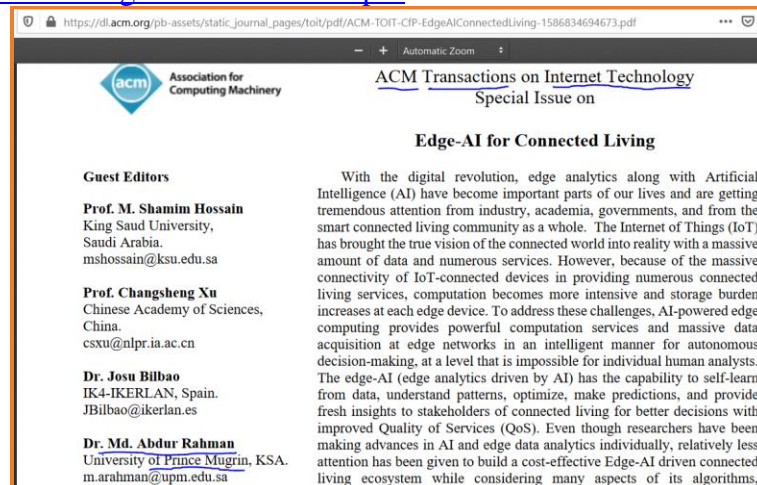 https://dl.acm.org/pb-assets/static_journal_pages/toit/pdf/ACM-TOIT-CfP-EdgeAIConnectedLiving-1586834694673.pdf
Automatic Zoom
acm
Association for
Computing Machinery
ACM Transactions on Internet Technology
Special Issue on
Edge-AI for Connected Living
Guest Editors
Prof. M. Shamim Hossain
King Saud University,
Saudi Arabia.
mshossain@ksu.edu.sa
Prof. Changsheng Xu
Chinese Academy of Sciences,
China.
csxu@nlpr.ia.ac.cn
Dr. Josu Bilbao
IK4-IKERLAN, Spain.
JBilbao@ikerlan.es
Dr. Md. Abdur Rahman
University of Prince Mugrin, KSA.
m.arahman@upm.edu.sa
With the digital revolution, edge analytics along with Artificial
Intelligence (AI) have become important parts of our lives and are getting
tremendous attention from industry, academia, governments, and from the
smart connected living community as a whole. The Internet of Things (IoT)
has brought the true vision of the connected world into reality with a massive
amount of data and numerous services. However, because of the massive
connectivity of IoT-connected devices in providing numerous connected
living services, computation becomes more intensive and storage burden
increases at each edge device. To address these challenges, AI-powered edge
computing provides powerful computation services and massive data
acquisition at edge networks in an intelligent manner for autonomous
decision-making, at a level that is impossible for individual human analysts.
The edge-AI (edge analytics driven by AI) has the capability to self-learn
from data, understand patterns, optimize, make predictions, and provide
fresh insights to stakeholders of connected living for better decisions with
improved Quality of Services (QoS). Even though researchers have been
making advances in AI and edge data analytics individually, relatively less
attention has been given to build a cost-effective Edge-AI driven connected
living ecosystem while considering many aspects of its algorithms,